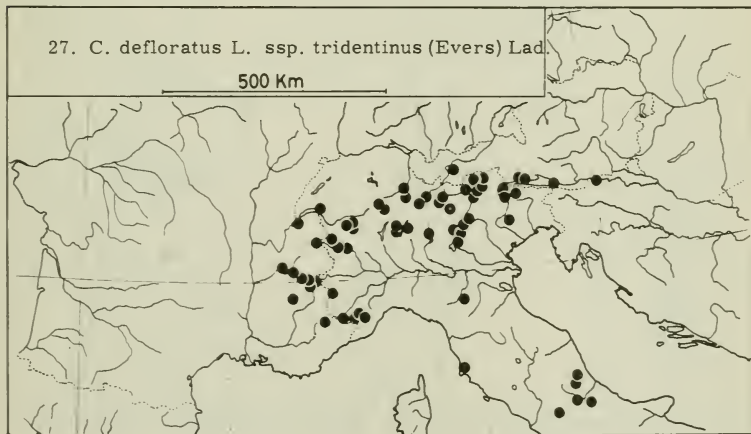 27. C. defloratus L. ssp. tridentinus (Evers) Lad.
500 Km